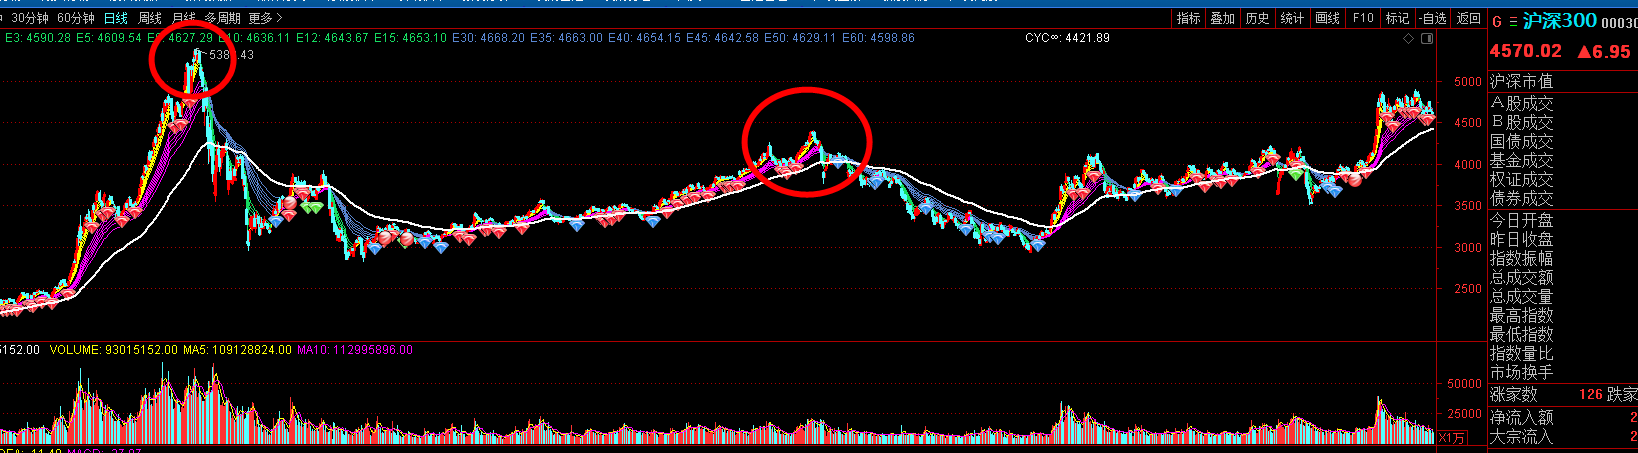 30分钟 60分钟 日线 周线 月线 多周期 更多 指标 叠加 历史 统计 画线 F10 标记 -自选 返回
G 沪深300 00030
E3: 4590.28 E5: 4609.54 E8: 4627.29 E10: 4636.11 E12: 4643.67 E15: 4653.10 E30: 4668.20 E35: 4663.00 E40: 4654.15 E45: 4642.58 E50: 4629.11 E60: 4598.86 CYC∞: 4421.89
4570.02 ▲6.95
沪深市值
A股成交
B股成交
国债成交
基金成交
权证成交
债券成交
今日开盘
昨日收盘
指数振幅
总成交额
总成交量
最高指数
最低指数
指数量比
市场换手
涨家数 126 跌家
净流入额 2
大宗流入 2
5000
4500
4000
3500
3000
2500
5152.00 VOLUME: 93015152.00 MA5: 109128824.00 MA10: 112995896.00
50000
25000
X1万